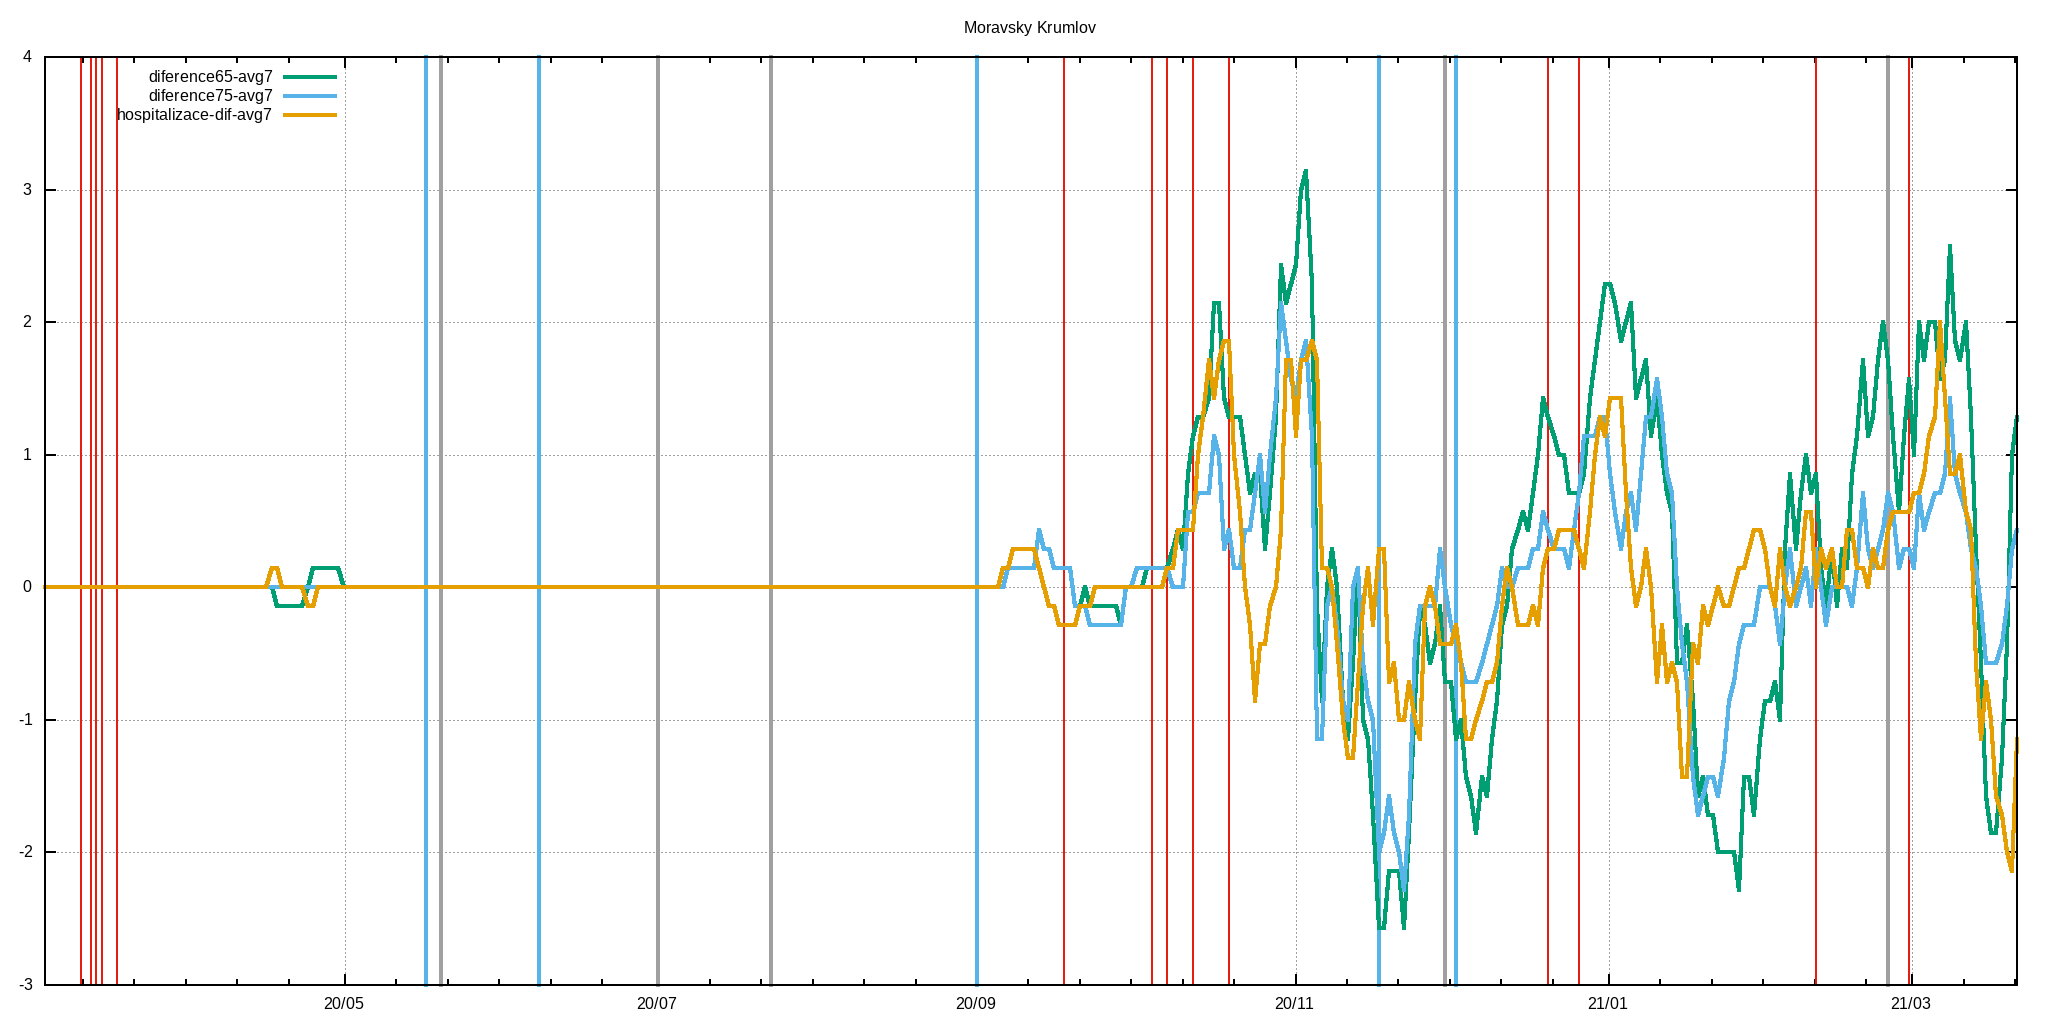 Moravsky Krumlov
4
diference65-avg7
diference75-avg7
hospitalizace-dif-avg7
3
2
1
0
-1
-2
-3
20/05 20/07 20/09 20/11 21/01 21/03